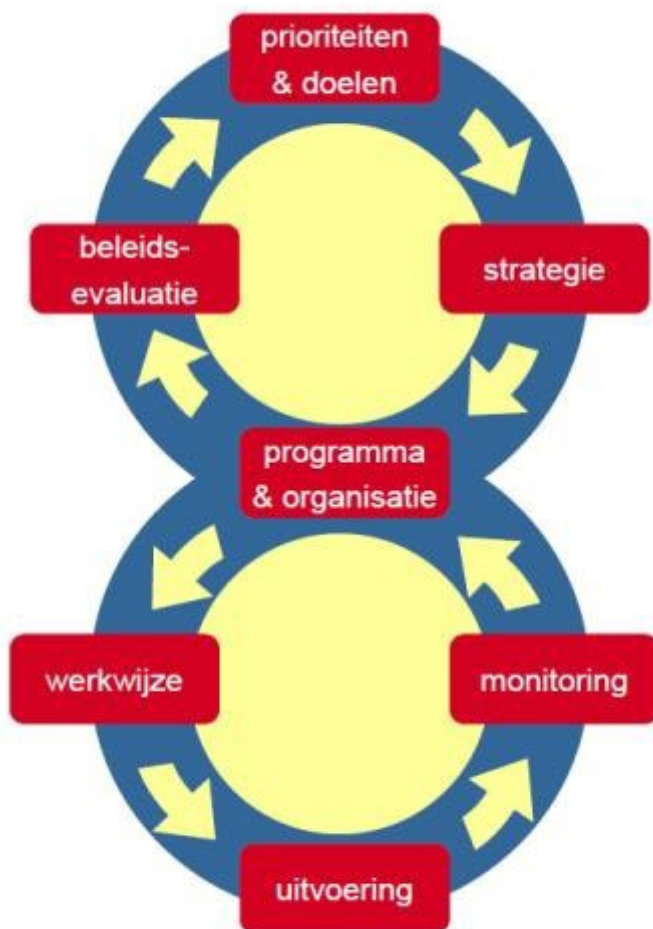 prioriteiten
& doelen
beleids-
evaluatie
strategie
programma
& organisatie
werkwijze
monitoring
uitvoering